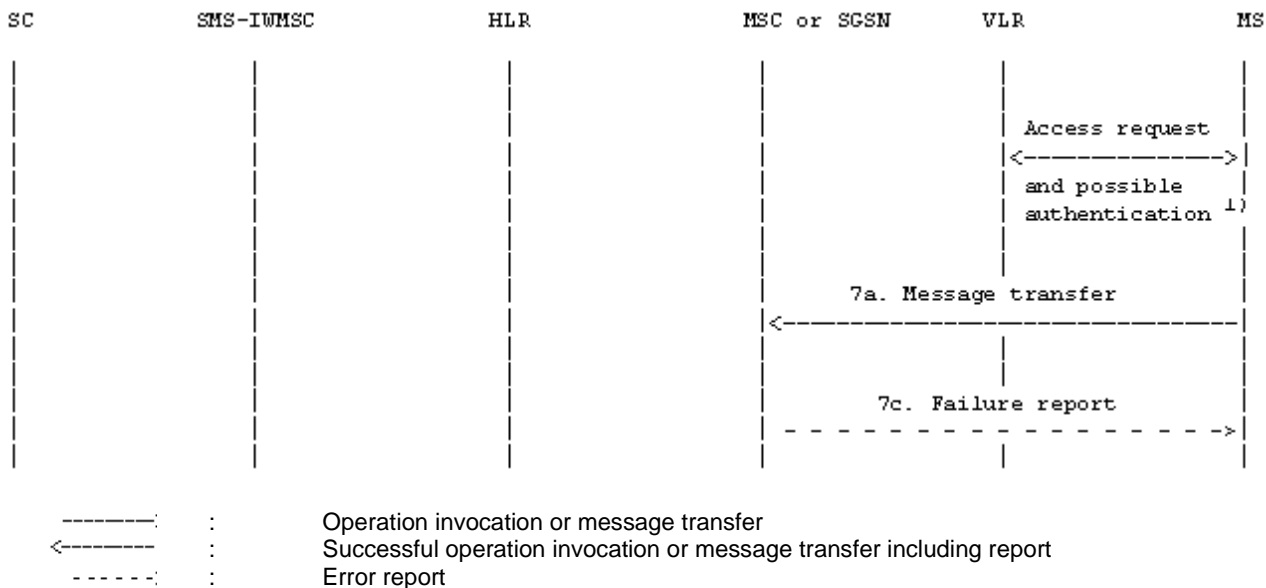 SC SMS-IWMSC HLR MSC or SGSN VLR MS
Access request
and possible
authentication 1)
7a. Message transfer
7c. Failure report
: Operation invocation or message transfer
: Successful operation invocation or message transfer including report
: Error report